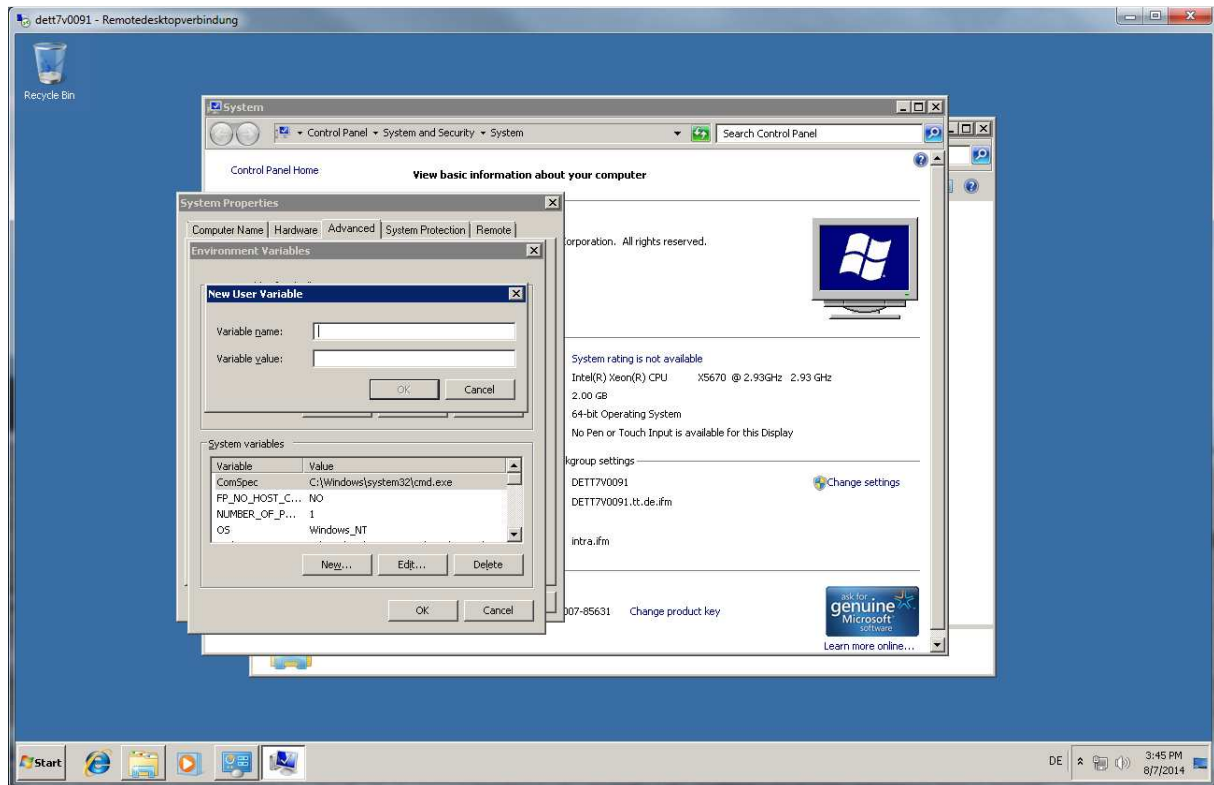 dett7v0091 - Remotedesktopverbindung
Recycle Bin
System
Control Panel System and Security System
Search Control Panel
Control Panel Home
View basic information about your computer
System Properties
Computer Name Hardware Advanced System Protection Remote
orporation. All rights reserved.
Environment Variables
New User Variable
Variable name:
Variable value:
OK Cancel
System rating is not available
Intel(R) Xeon(R) CPU X5670 @ 2.93GHz 2.93 GHz
2.00 GB
64-bit Operating System
No Pen or Touch Input is available for this Display
System variables
Variable Value
ComSpec C:\Windows\system32\cmd.exe
FP_NO_HOST_C... NO
NUMBER_OF_P... 1
OS Windows_NT
New... Edit... Delete
OK Cancel
kgroup settings
DETT7V0091
Change settings
DETT7V0091.tt.de.ifm
intra.ifm
007-85631 Change product key
ask for
genuine
Microsoft
software
Learn more online...
Start
DE
3:45 PM
8/7/2014